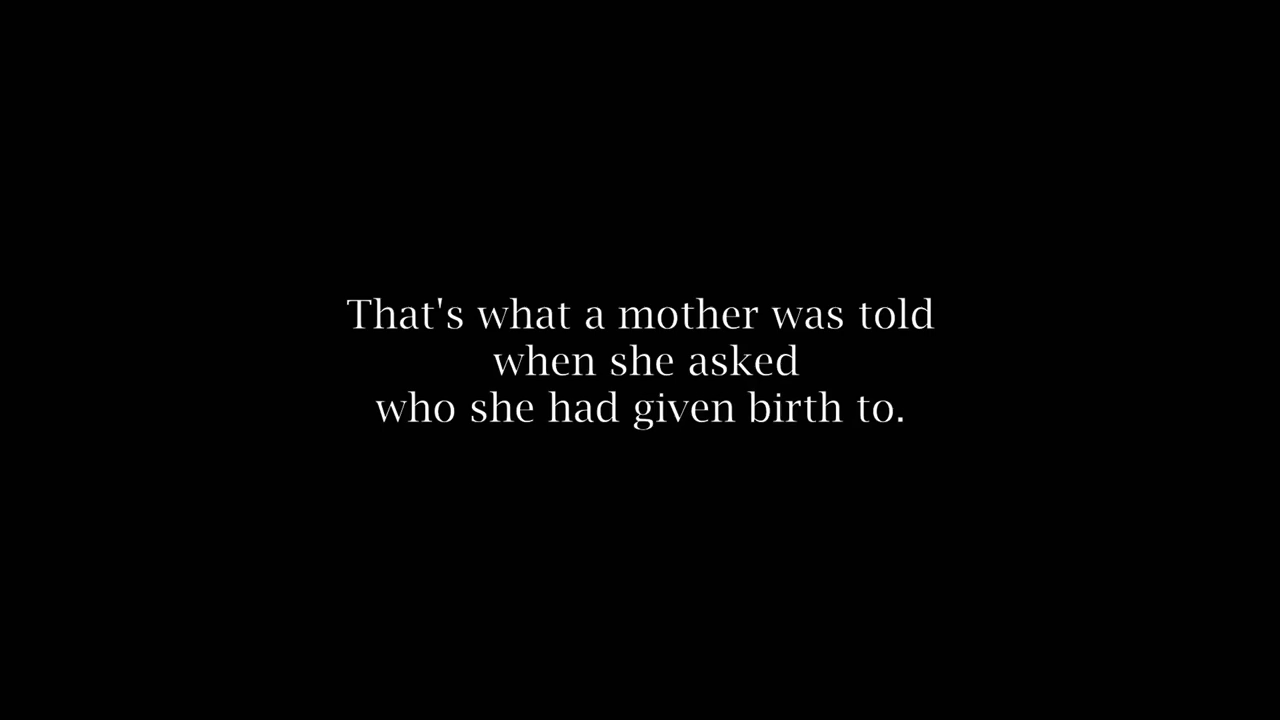 That's what a mother was told
when she asked
who she had given birth to.